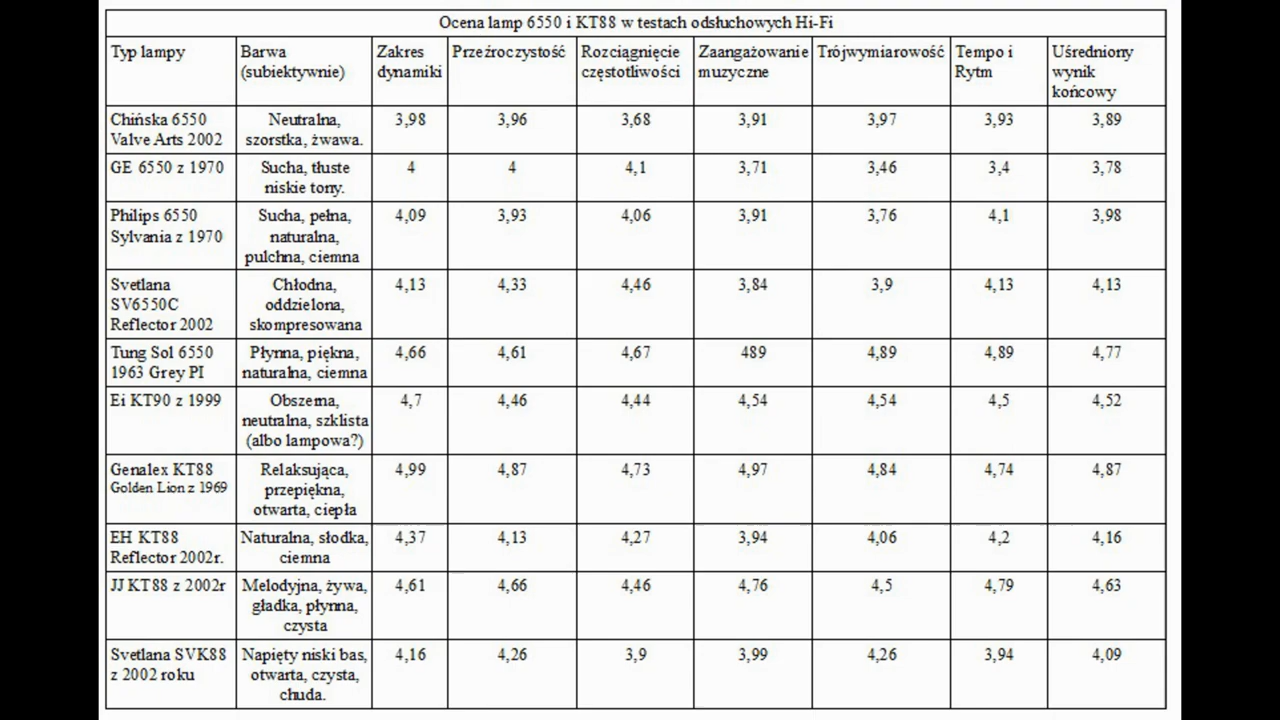 Ocena lamp 6550 i KT88 w testach odsłuchowych Hi-Fi
Typ lampy Barwa (subiektywnie) Zakres dynamiki Przeźroczystość Rozciągnięcie częstotliwości Zaangażowanie muzyczne Trójwymiarowość Tempo i Rytm Uśredniony wynik końcowy
Chińska 6550 Valve Arts 2002 Neutralna, szorstka, żwawa. 3,98 3,96 3,68 3,91 3,97 3,93 3,89
GE 6550 z 1970 Sucha, tłuste niskie tony. 4 4 4,1 3,71 3,46 3,4 3,78
Philips 6550 Sylvania z 1970 Sucha, pełna, naturalna, pulchna, ciemna 4,09 3,93 4,06 3,91 3,76 4,1 3,98
Svetlana SV6550C Reflector 2002 Chłodna, oddzielona, skompresowana 4,13 4,33 4,46 3,84 3,9 4,13 4,13
Tung Sol 6550 1963 Grey PI Płynna, piękna, naturalna, ciemna 4,66 4,61 4,67 489 4,89 4,89 4,77
Ei KT90 z 1999 Obszerna, neutralna, szklista (albo lampowa?) 4,7 4,46 4,44 4,54 4,54 4,5 4,52
Genalex KT88 Golden Lion z 1969 Relaksująca, przepiękna, otwarta, ciepła 4,99 4,87 4,73 4,97 4,84 4,74 4,87
EH KT88 Reflector 2002r. Naturalna, słodka, ciemna 4,37 4,13 4,27 3,94 4,06 4,2 4,16
JJ KT88 z 2002r Melodyjna, żywa, gładka, płynna, czysta 4,61 4,66 4,46 4,76 4,5 4,79 4,63
Svetlana SVK88 z 2002 roku Napięty niski bas, otwarta, czysta, chuda. 4,16 4,26 3,9 3,99 4,26 3,94 4,09